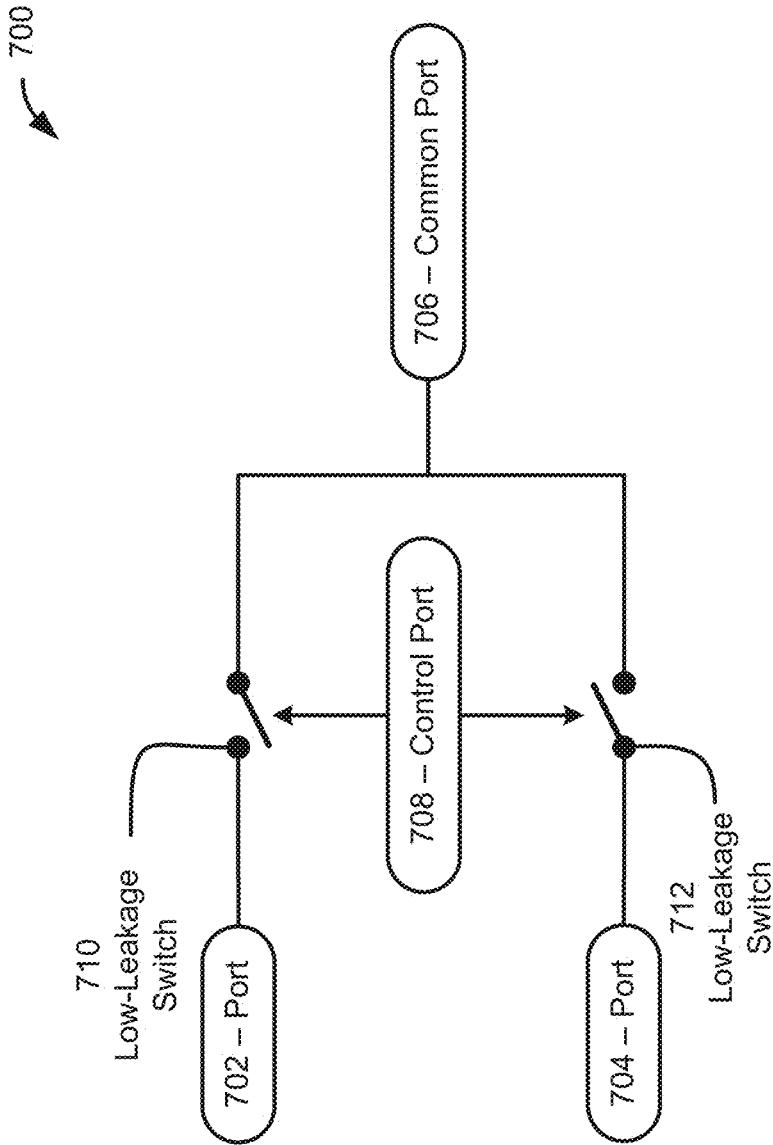 700
710
Low-Leakage
Switch
702 – Port
706 – Common Port
708 – Control Port
704 – Port
712
Low-Leakage
Switch